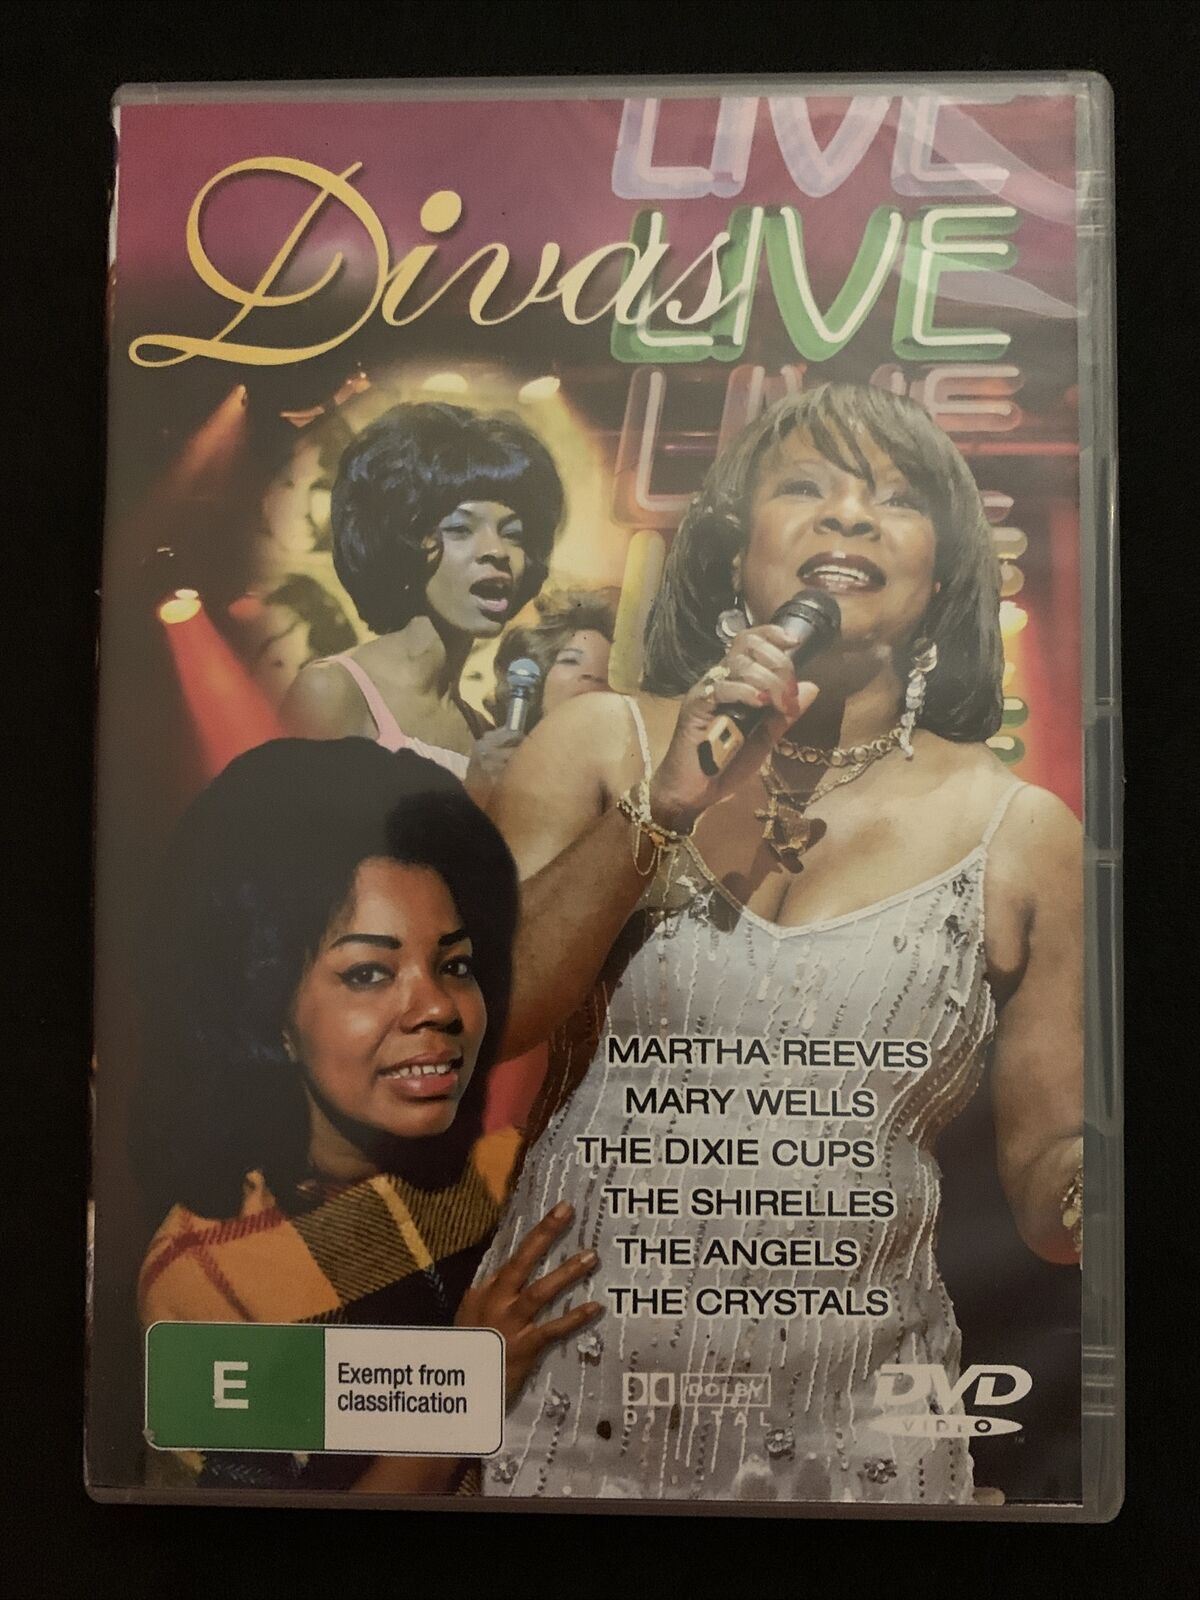 LIVE
Divas LIVE
LIVE
MARTHA REEVES
MARY WELLS
THE DIXIE CUPS
THE SHIRELLES
THE ANGELS
THE CRYSTALS
E
Exempt from
classification
DOLBY
DIGITAL
DVD
VIDEO